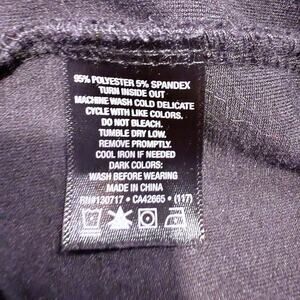 95% POLYESTER 5% SPANDEX
TURN INSIDE OUT
MACHINE WASH COLD DELICATE
CYCLE WITH LIKE COLORS.
DO NOT BLEACH.
TUMBLE DRY LOW.
REMOVE PROMPTLY.
COOL IRON IF NEEDED
DARK COLORS:
WASH BEFORE WEARING
MADE IN CHINA
RN#130717 • CA42665 • (117)